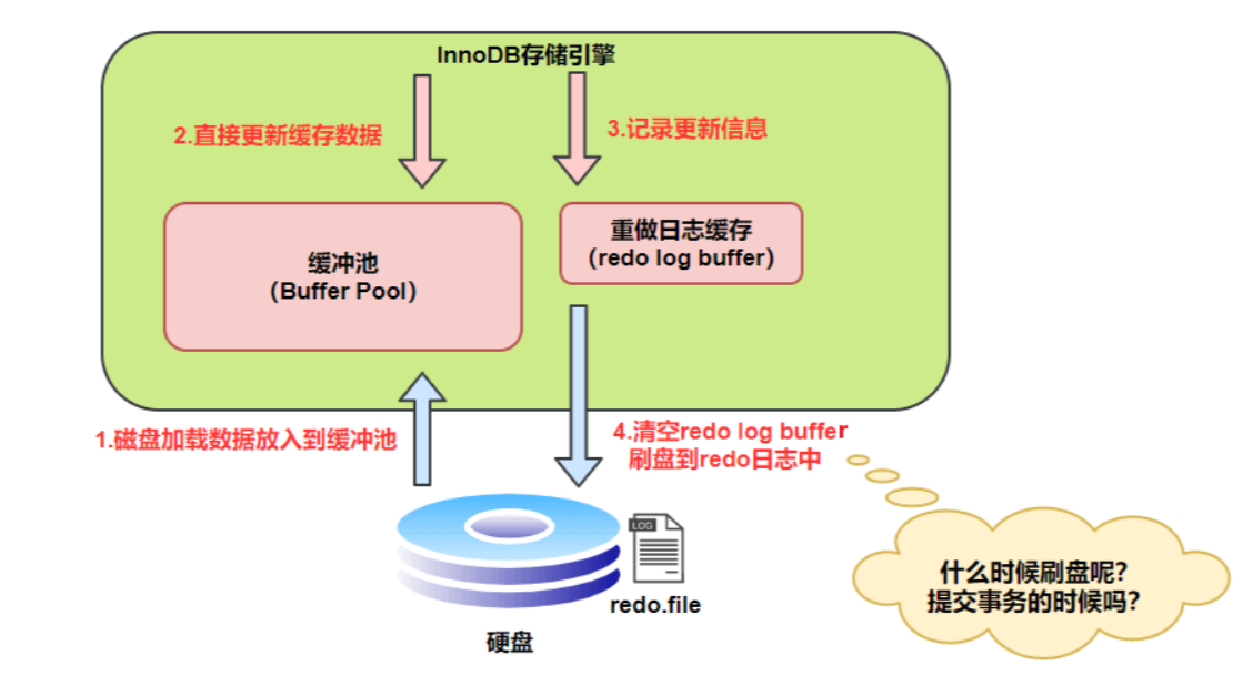 InnoDB存储引擎
2.直接更新缓存数据
3.记录更新信息
缓冲池
（Buffer Pool）
重做日志缓存
（redo log buffer）
1.磁盘加载数据放入到缓冲池
4.清空redo log buffer
刷盘到redo日志中
LOG
redo.file
硬盘
什么时候刷盘呢？
提交事务的时候吗？